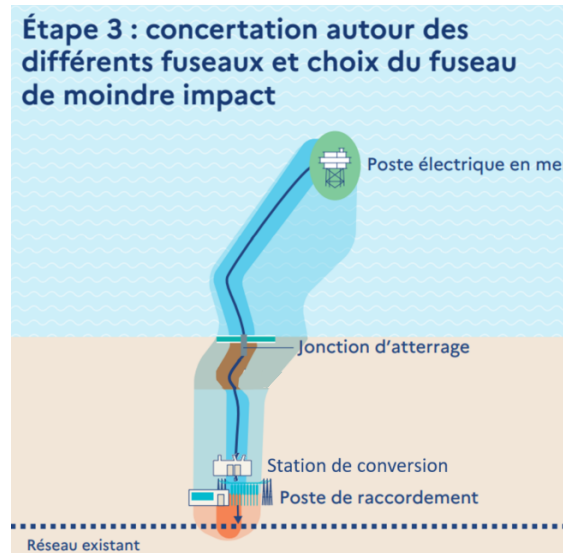 Étape 3 : concertation autour des
différents fuseaux et choix du fuseau
de moindre impact
Poste électrique en me
Jonction d'atterrage
Station de conversion
Poste de raccordement
Réseau existant